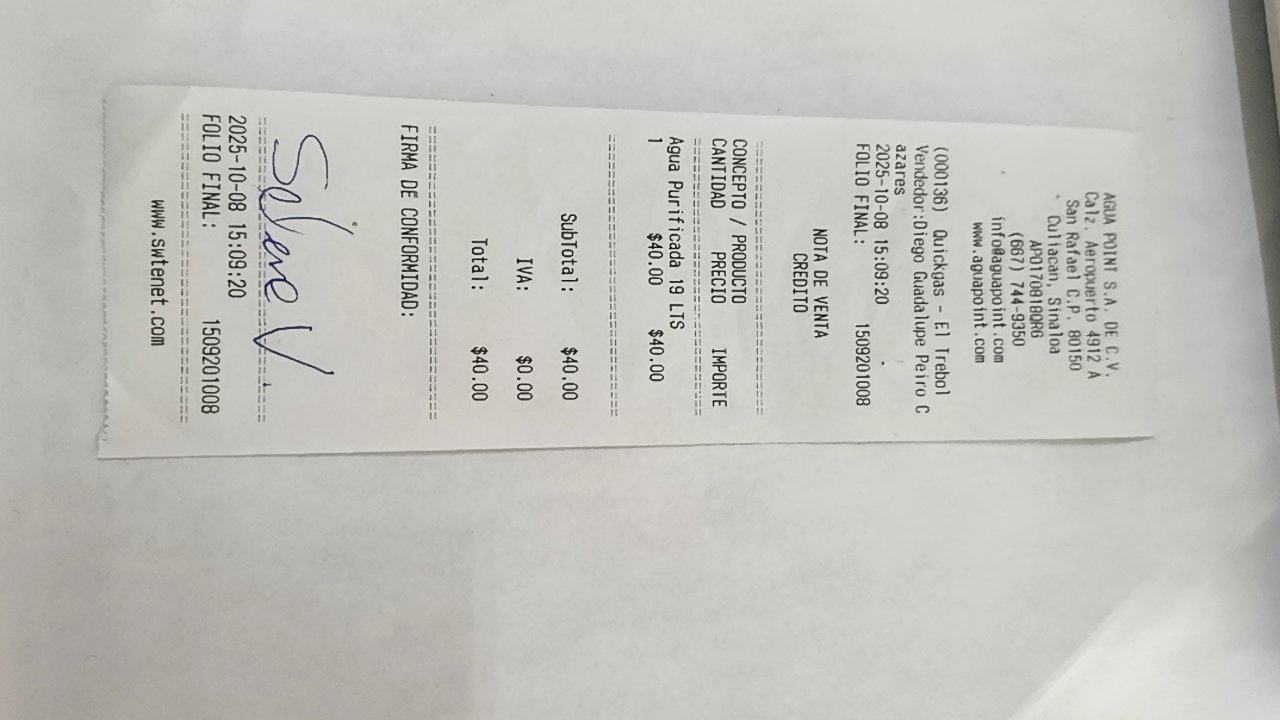 AGUA POINT S.A. DE C.V.
Calz. Aeropuerto 4912 A
San Rafael C.P. 80150
Culiacan, Sinaloa
APO170818QR6
(667) 744-9350
info@aguapoint.com
www.aguapoint.com
(000136) Quickgas - El Trebol
Vendedor:Diego Guadalupe Peiro C
azares
2025-10-08 15:09:20
FOLIO FINAL: 1509201008
NOTA DE VENTA
CREDITO
================================
CONCEPTO / PRODUCTO
CANTIDAD PRECIO IMPORTE
================================
Agua Purificada 19 LTS
1 $40.00 $40.00
================================
SubTotal: $40.00
IVA: $0.00
Total: $40.00
================================
FIRMA DE CONFORMIDAD:
Selene V.
================================
2025-10-08 15:09:20
FOLIO FINAL: 1509201008
================================
www.swtenet.com